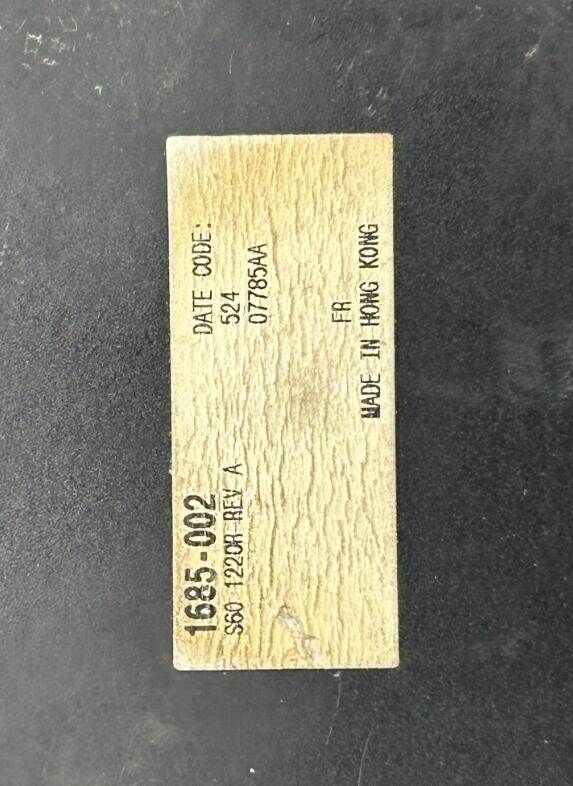 1685-002
S60 1220R REV A
DATE CODE:
524
07785AA
FR
MADE IN HONG KONG